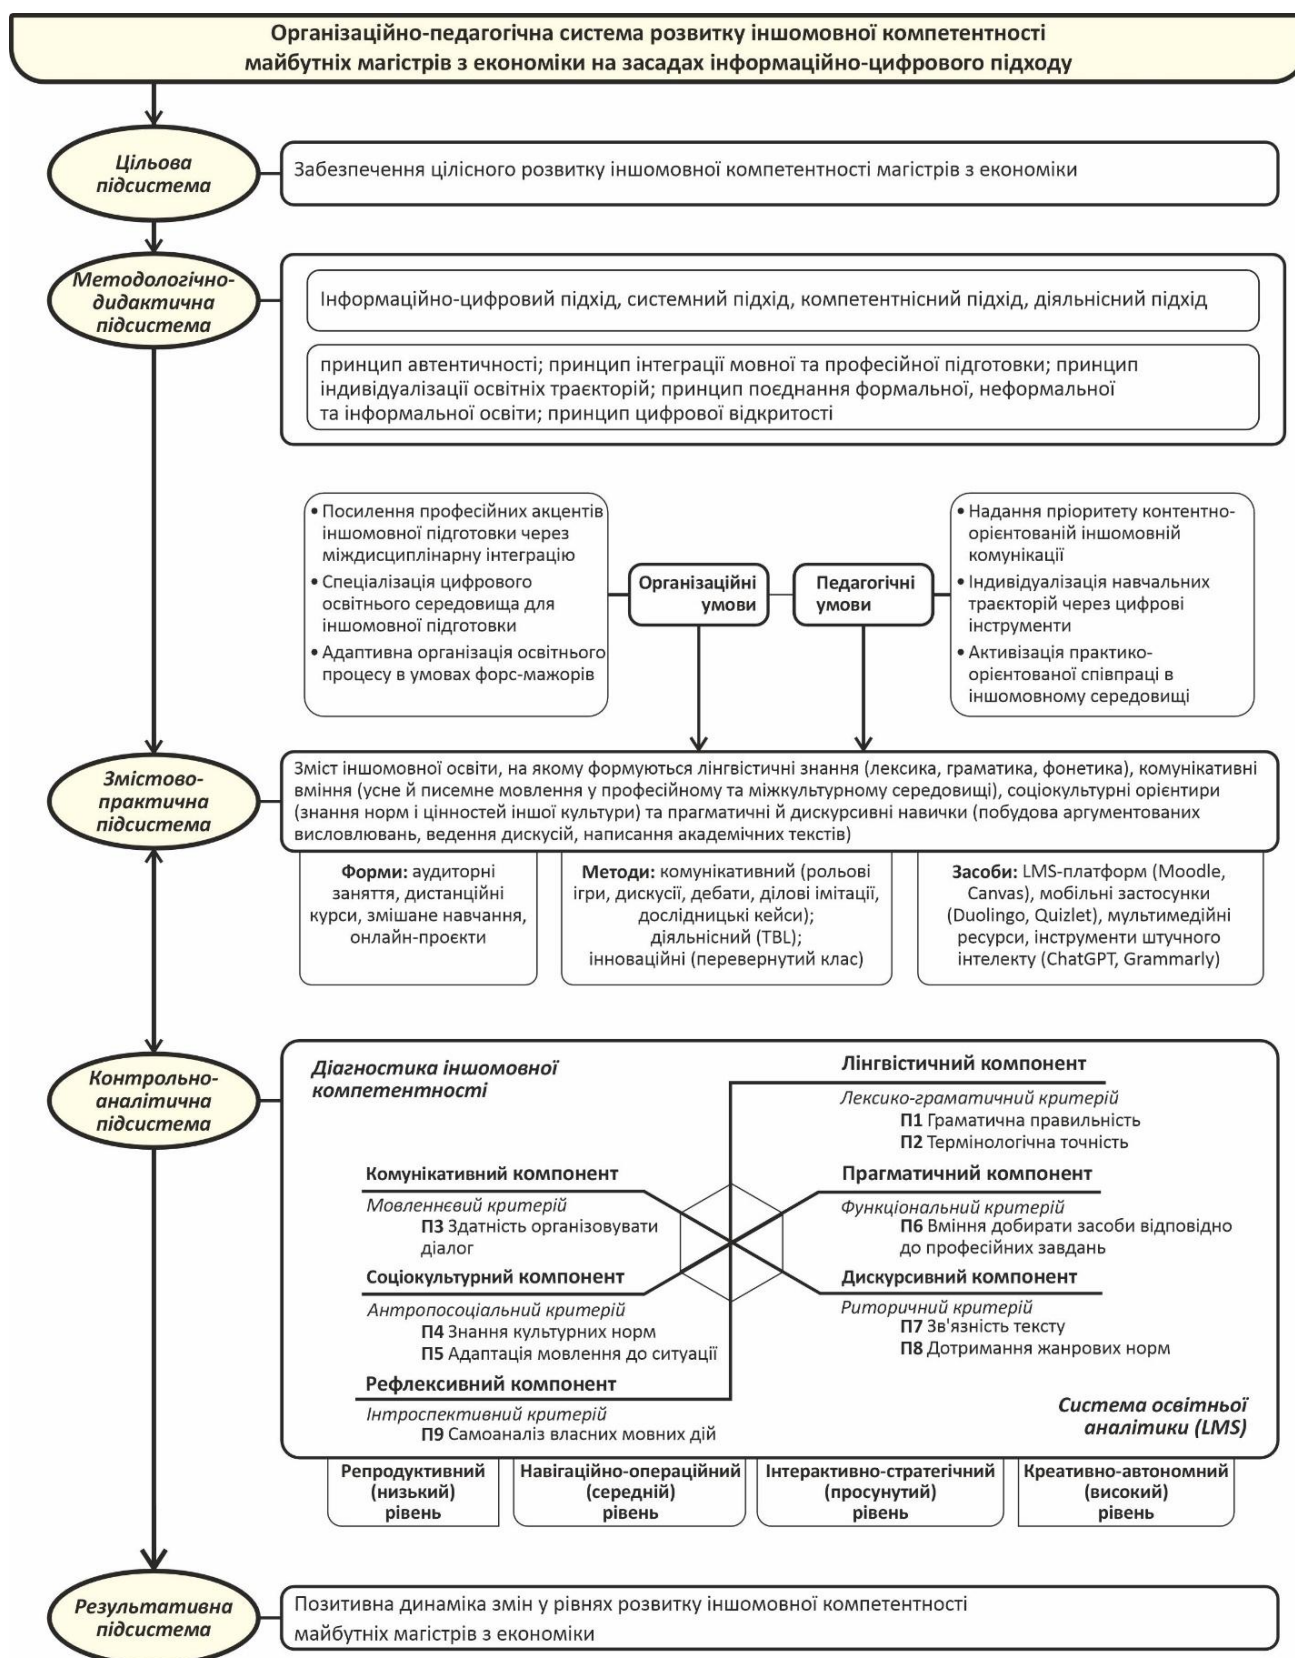 Організаційно-педагогічна система розвитку іншомовної компетентності
майбутніх магістрів з економіки на засадах інформаційно-цифрового підходу
Цільова
підсистема
Забезпечення цілісного розвитку іншомовної компетентності магістрів з економіки
Методологічно-
дидактична
підсистема
Інформаційно-цифровий підхід, системний підхід, компетентнісний підхід, діяльнісний підхід
принцип автентичності; принцип інтеграції мовної та професійної підготовки; принцип
індивідуалізації освітніх траєкторій; принцип поєднання формальної, неформальної
та інформальної освіти; принцип цифрової відкритості
• Посилення професійних акцентів
іншомовної підготовки через
міждисциплінарну інтеграцію
• Спеціалізація цифрового
освітнього середовища для
іншомовної підготовки
• Адаптивна організація освітнього
процесу в умовах форс-мажорів
Організаційні
умови
Педагогічні
умови
• Надання пріоритету контентно-
орієнтованій іншомовній
комунікації
• Індивідуалізація навчальних
траєкторій через цифрові
інструменти
• Активізація практико-
орієнтованої співпраці в
іншомовному середовищі
Змістово-
практична
підсистема
Зміст іншомовної освіти, на якому формуються лінгвістичні знання (лексика, граматика, фонетика), комунікативні
вміння (усне й писемне мовлення у професійному та міжкультурному середовищі), соціокультурні орієнтири
(знання норм і цінностей іншої культури) та прагматичні й дискурсивні навички (побудова аргументованих
висловлювань, ведення дискусій, написання академічних текстів)
Форми: аудиторні
заняття, дистанційні
курси, змішане навчання,
онлайн-проєкти
Методи: комунікативний (рольові
ігри, дискусії, дебати, ділові імітації,
дослідницькі кейси);
діяльнісний (TBL);
інноваційні (перевернутий клас)
Засоби: LMS-платформ (Moodle,
Canvas), мобільні застосунки
(Duolingo, Quizlet), мультимедійні
ресурси, інструменти штучного
інтелекту (ChatGPT, Grammarly)
Контрольно-
аналітична
підсистема
Діагностика іншомовної
компетентності
Лінгвістичний компонент
Лексико-граматичний критерій
П1 Граматична правильність
П2 Термінологічна точність
Комунікативний компонент
Мовленнєвий критерій
П3 Здатність організовувати
діалог
Прагматичний компонент
Функціональний критерій
П6 Вміння добирати засоби відповідно
до професійних завдань
Соціокультурний компонент
Антропосоціальний критерій
П4 Знання культурних норм
П5 Адаптація мовлення до ситуації
Дискурсивний компонент
Риторичний критерій
П7 Зв'язність тексту
П8 Дотримання жанрових норм
Рефлексивний компонент
Інтроспективний критерій
П9 Самоаналіз власних мовних дій
Система освітньої
аналітики (LMS)
Репродуктивний
(низький)
рівень
Навігаційно-операційний
(середній)
рівень
Інтерактивно-стратегічний
(просунутий)
рівень
Креативно-автономний
(високий)
рівень
Результативна
підсистема
Позитивна динаміка змін у рівнях розвитку іншомовної компетентності
майбутніх магістрів з економіки